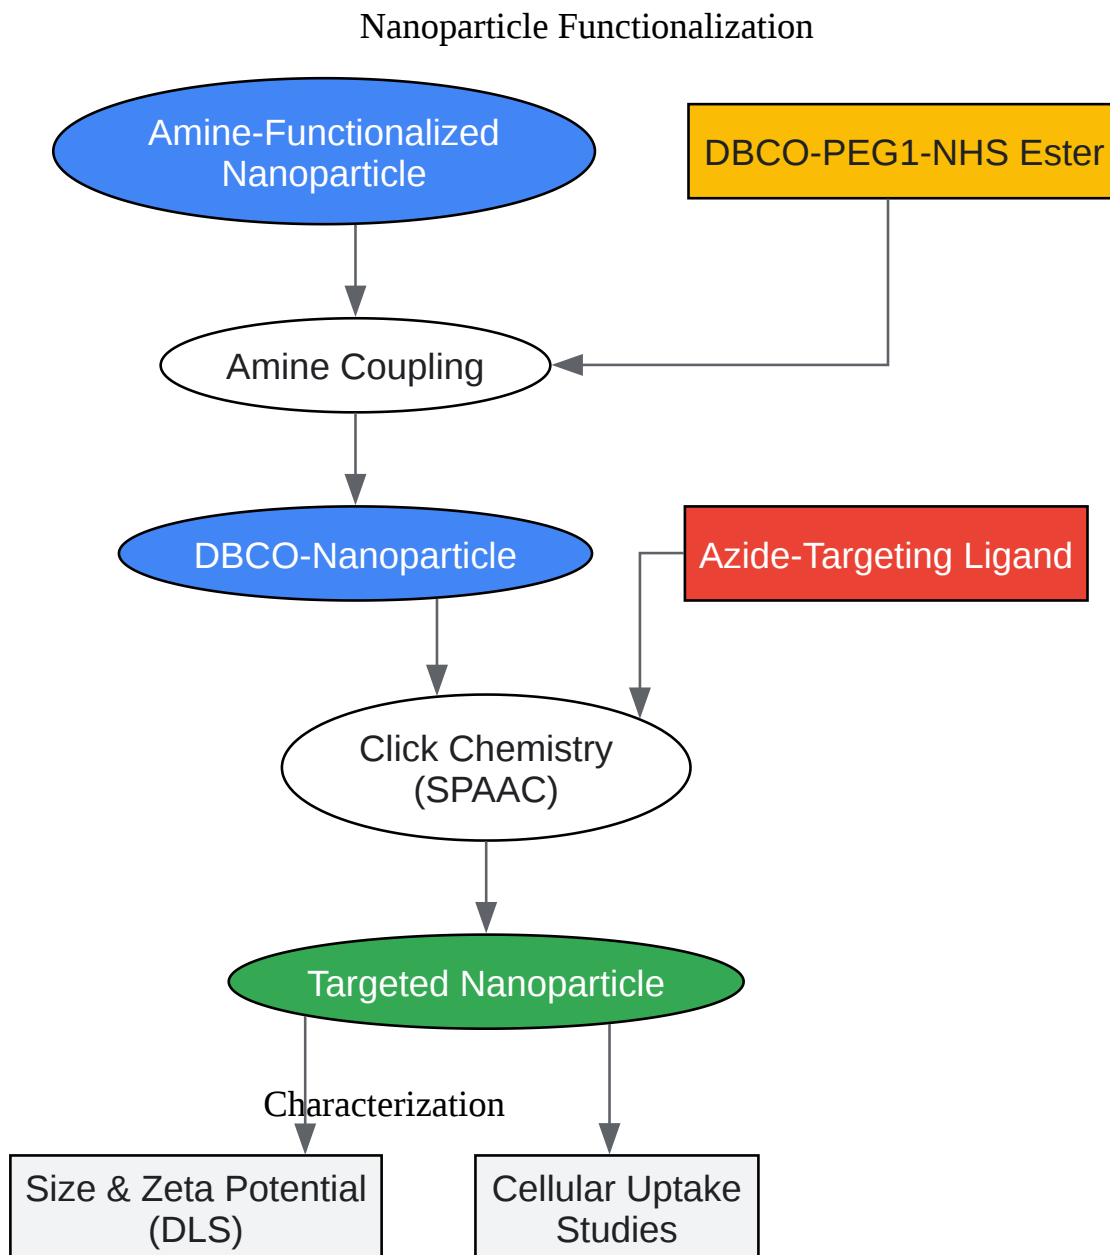 Nanoparticle Functionalization
Amine-Functionalized
Nanoparticle
DBCO-PEG1-NHS Ester
Amine Coupling
DBCO-Nanoparticle
Azide-Targeting Ligand
Click Chemistry
(SPAAC)
Targeted Nanoparticle
Characterization
Size & Zeta Potential
(DLS)
Cellular Uptake
Studies